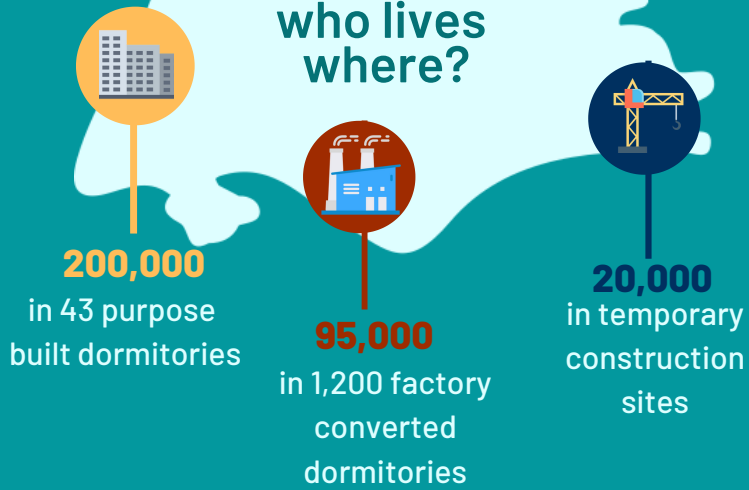 who lives
where?
200,000
in 43 purpose
built dormitories
95,000
in 1,200 factory
converted
dormitories
20,000
in temporary
construction
sites